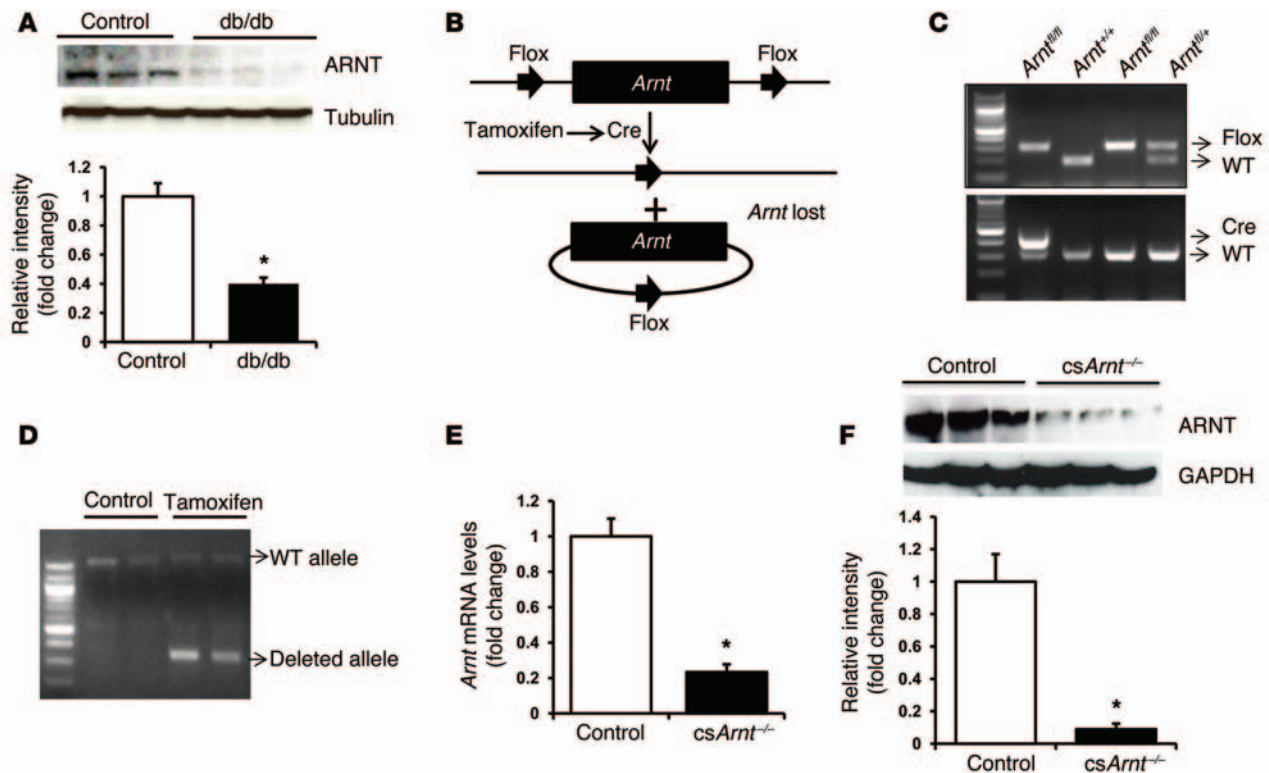 A
Control db/db
ARNT
Tubulin
Relative intensity
(fold change)
1.2
1
0.8
0.6
0.4
0.2
0
*
Control db/db
B
Flox Flox
Arnt
Tamoxifen Cre
+ Arnt lost
Arnt
Flox
C
Arnt^fl/fl Arnt^+/+ Arnt^fl/fl Arnt^fl/+
Flox
WT
Cre
WT
D
Control Tamoxifen
WT allele
Deleted allele
E
Arnt mRNA levels
(fold change)
1.2
1
0.8
0.6
0.4
0.2
0
*
Control csArnt^–/–
F
Control csArnt^–/–
ARNT
GAPDH
Relative intensity
(fold change)
1.4
1.2
1
0.8
0.6
0.4
0.2
0
*
Control csArnt^–/–